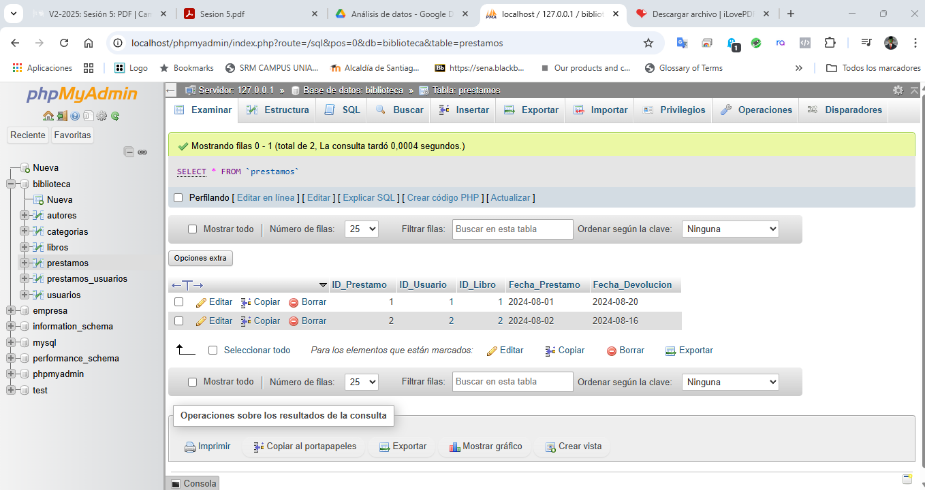 V2-2025: Sesión 5: PDF | Can
Sesion 5.pdf
Análisis de datos - Google D
localhost / 127.0.0.1 / bibliot
Descargar archivo | iLovePDF
localhost/phpmyadmin/index.php?route=/sql&pos=0&db=biblioteca&table=prestamos
Aplicaciones
Logo
Bookmarks
SRM CAMPUS UNIA...
Alcaldía de Santiag...
https://sena.blackb...
Our products and c...
Glossary of Terms
»
Todos los marcadores
phpMyAdmin
Reciente Favoritas
Nueva
biblioteca
Nueva
autores
categorias
libros
prestamos
prestamos_usuarios
usuarios
empresa
information_schema
mysql
performance_schema
phpmyadmin
test
Servidor: 127.0.0.1 » Base de datos: biblioteca » Tabla: prestamos
Examinar Estructura SQL Buscar Insertar Exportar Importar Privilegios Operaciones Disparadores
Mostrando filas 0 - 1 (total de 2, La consulta tardó 0,0004 segundos.)
SELECT * FROM `prestamos`
Perfilando [ Editar en línea ] [ Editar ] [ Explicar SQL ] [ Crear código PHP ] [ Actualizar ]
Mostrar todo Número de filas: 25 Filtrar filas: Buscar en esta tabla Ordenar según la clave: Ninguna
Opciones extra
←T→ ID_Prestamo ID_Usuario ID_Libro Fecha_Prestamo Fecha_Devolucion
Editar Copiar Borrar 1 1 1 2024-08-01 2024-08-20
Editar Copiar Borrar 2 2 2 2024-08-02 2024-08-16
Seleccionar todo Para los elementos que están marcados: Editar Copiar Borrar Exportar
Mostrar todo Número de filas: 25 Filtrar filas: Buscar en esta tabla Ordenar según la clave: Ninguna
Operaciones sobre los resultados de la consulta
Imprimir Copiar al portapapeles Exportar Mostrar gráfico Crear vista
Consola